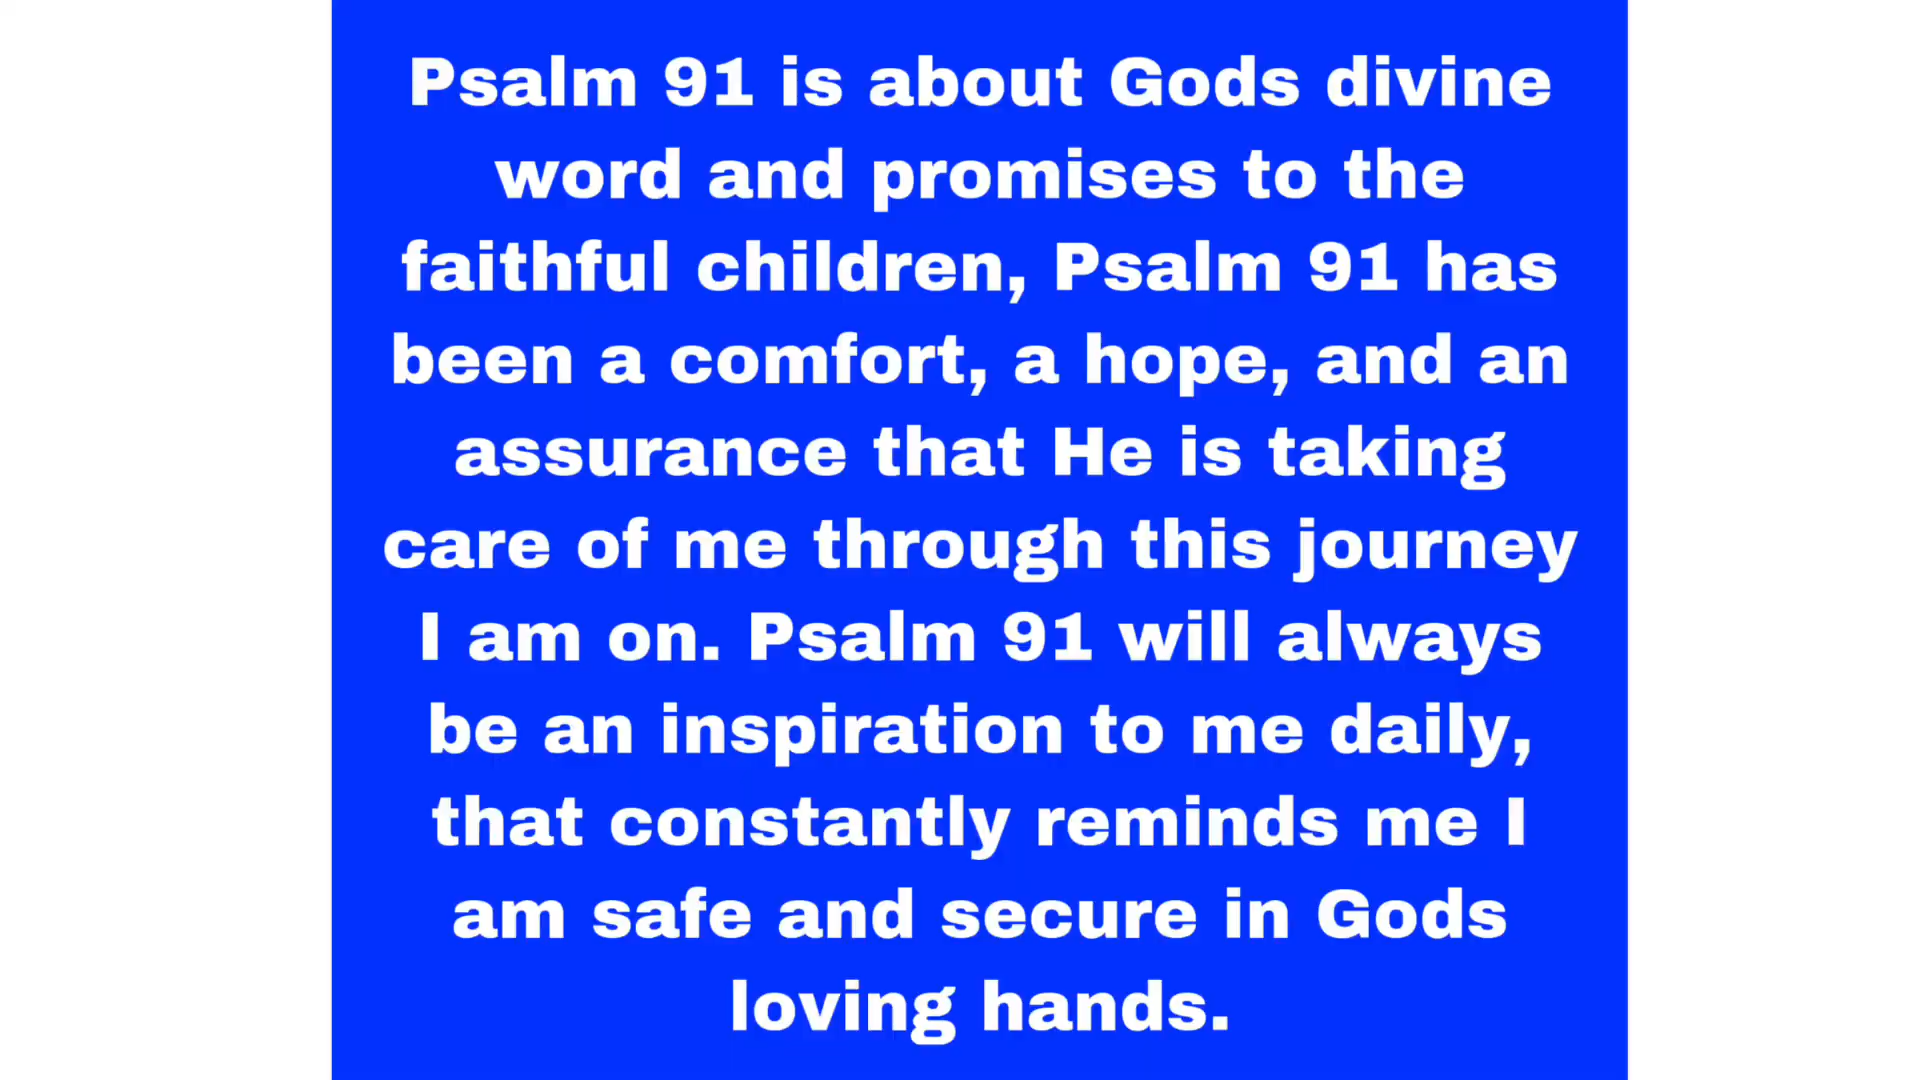 Psalm 91 is about Gods divine
word and promises to the
faithful children, Psalm 91 has
been a comfort, a hope, and an
assurance that He is taking
care of me through this journey
I am on. Psalm 91 will always
be an inspiration to me daily,
that constantly reminds me I
am safe and secure in Gods
loving hands.